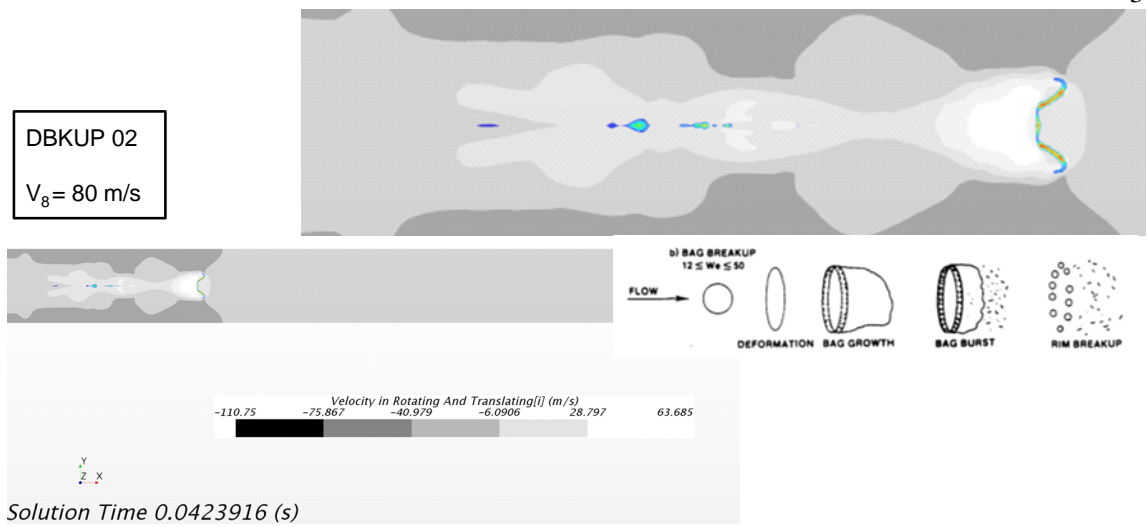 DBKUP 02
V8= 80 m/s
b) BAG BREAKUP
12 ≤ We ≤ 50
FLOW
DEFORMATION BAG GROWTH BAG BURST RIM BREAKUP
Velocity in Rotating And Translating[i] (m/s)
-110.75 -75.867 -40.979 -6.0906 28.797 63.685
Y
Z X
Solution Time 0.0423916 (s)